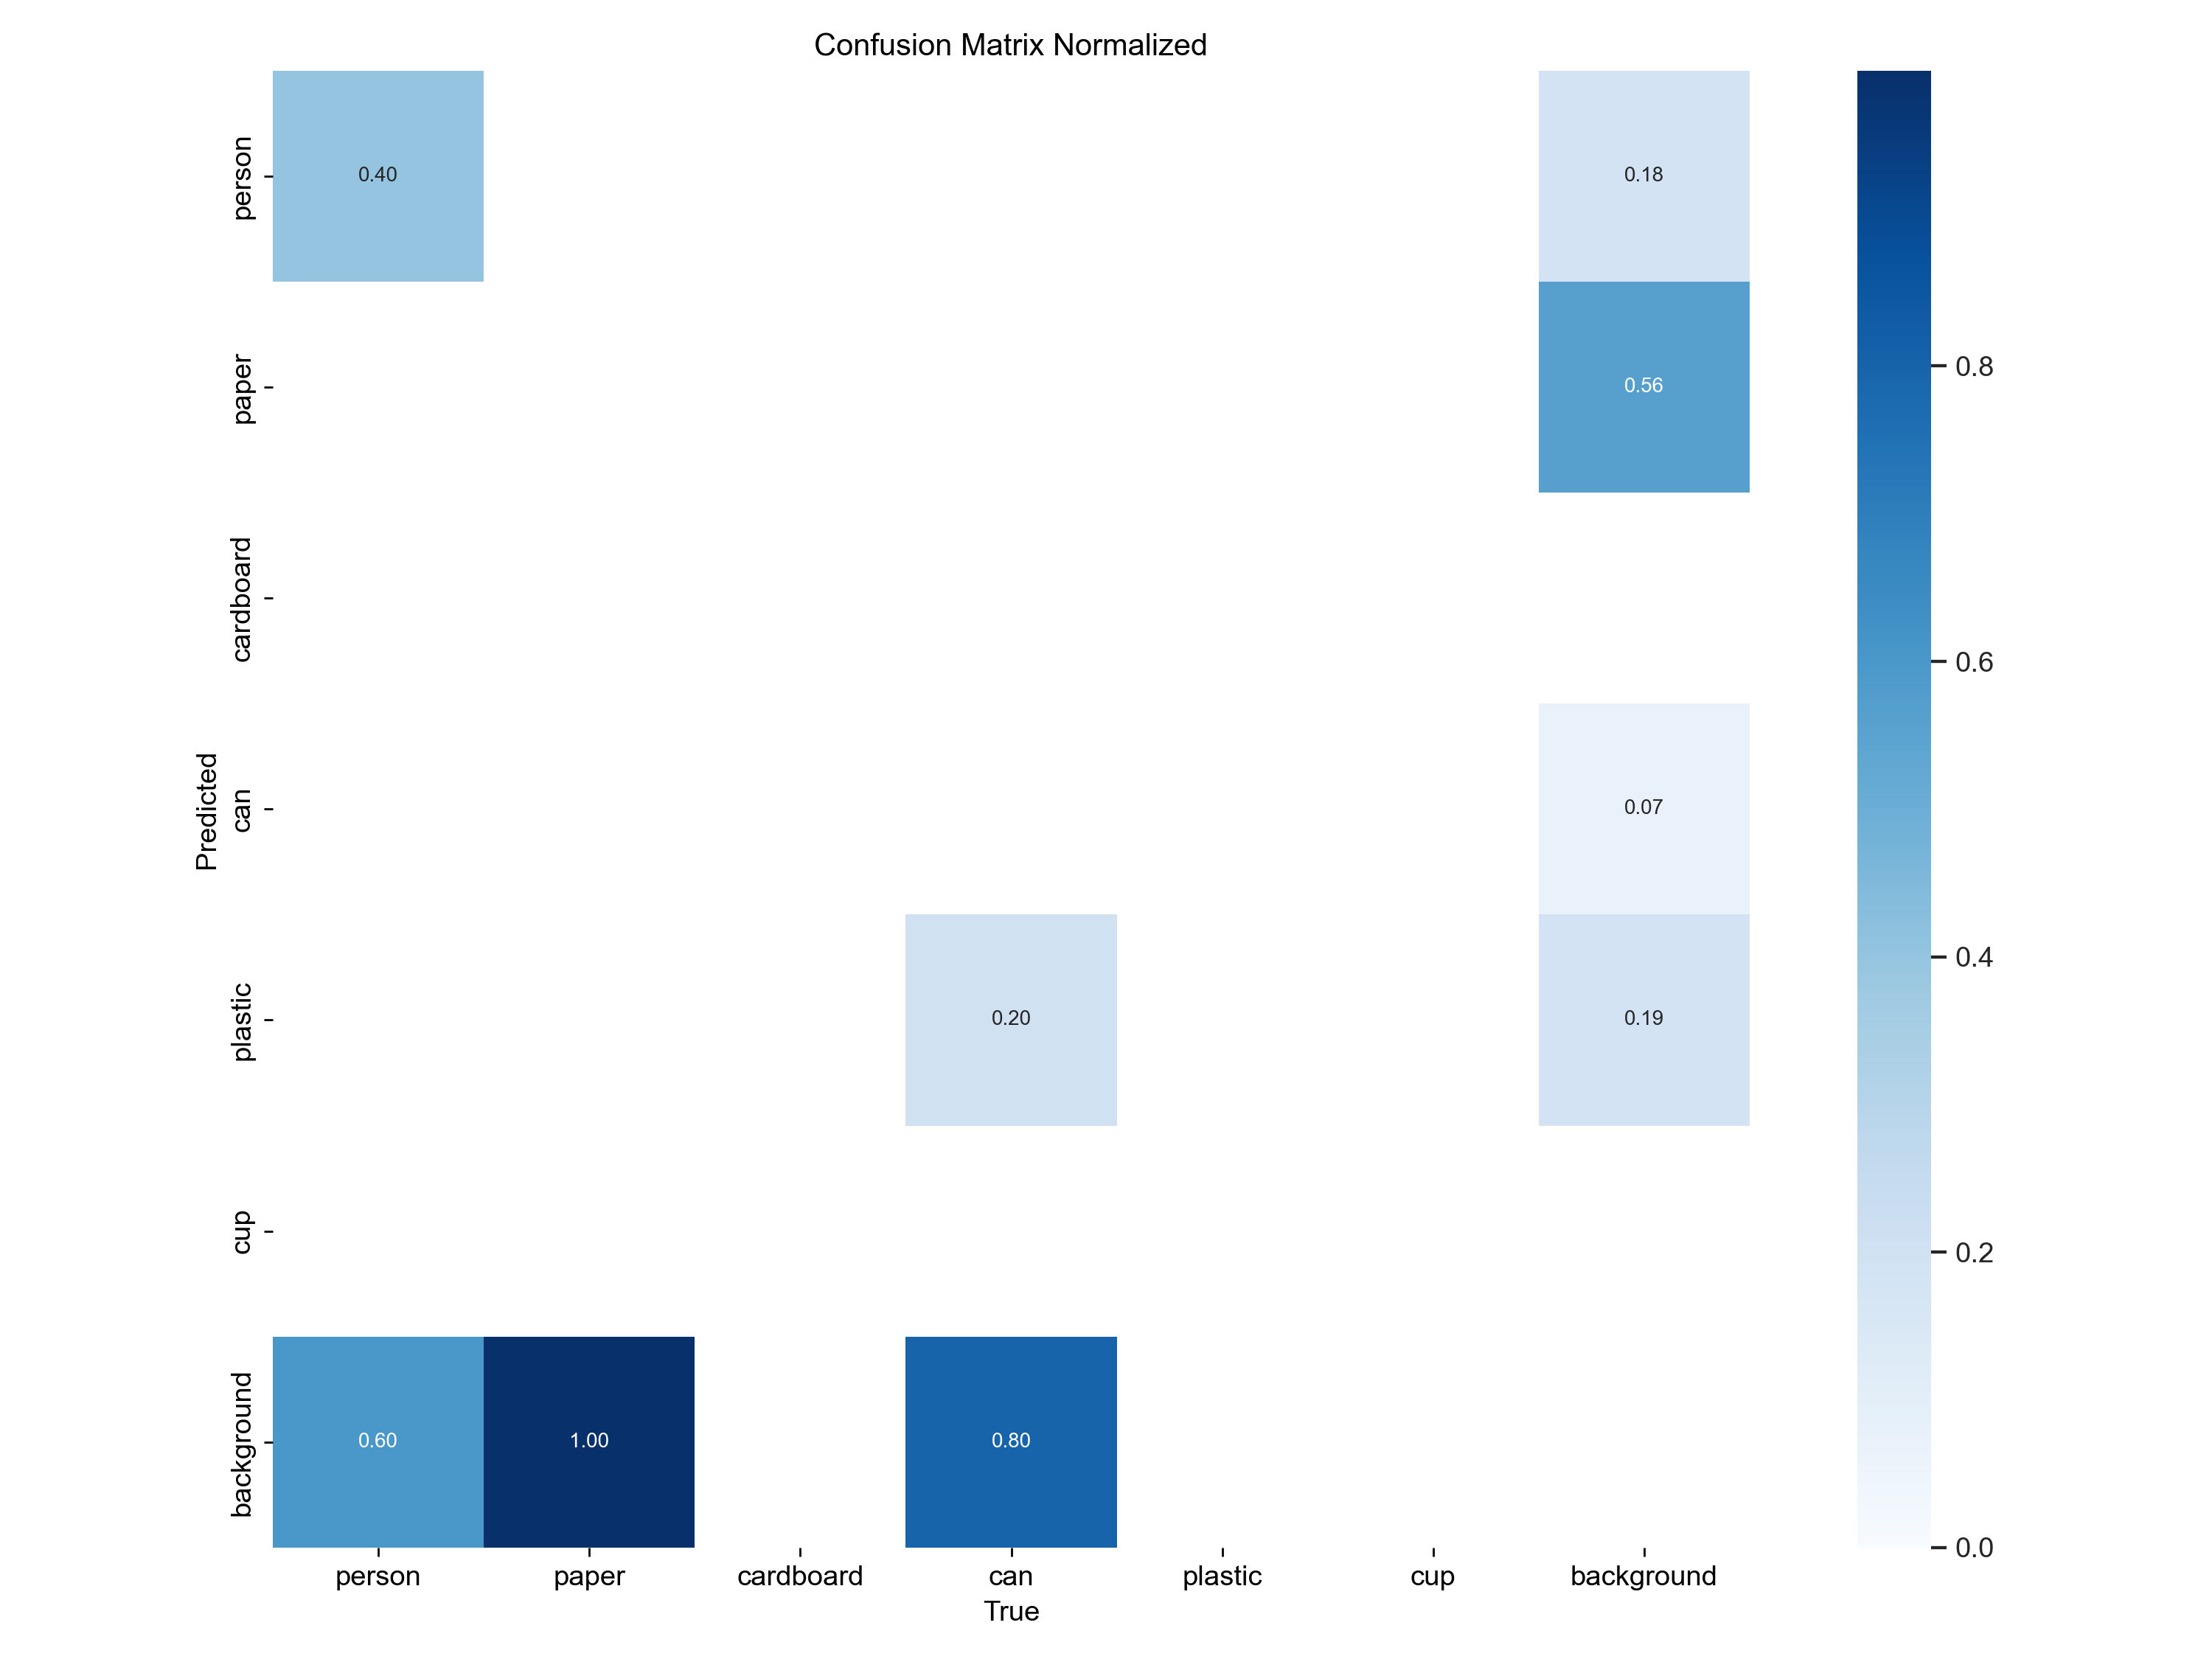 Confusion Matrix Normalized
person
0.40
0.18
paper
0.56
0.8
cardboard
0.6
Predicted
can
0.07
0.4
plastic
0.20
0.19
cup
0.2
background
0.60
1.00
0.80
0.0
person paper cardboard can plastic cup background
True